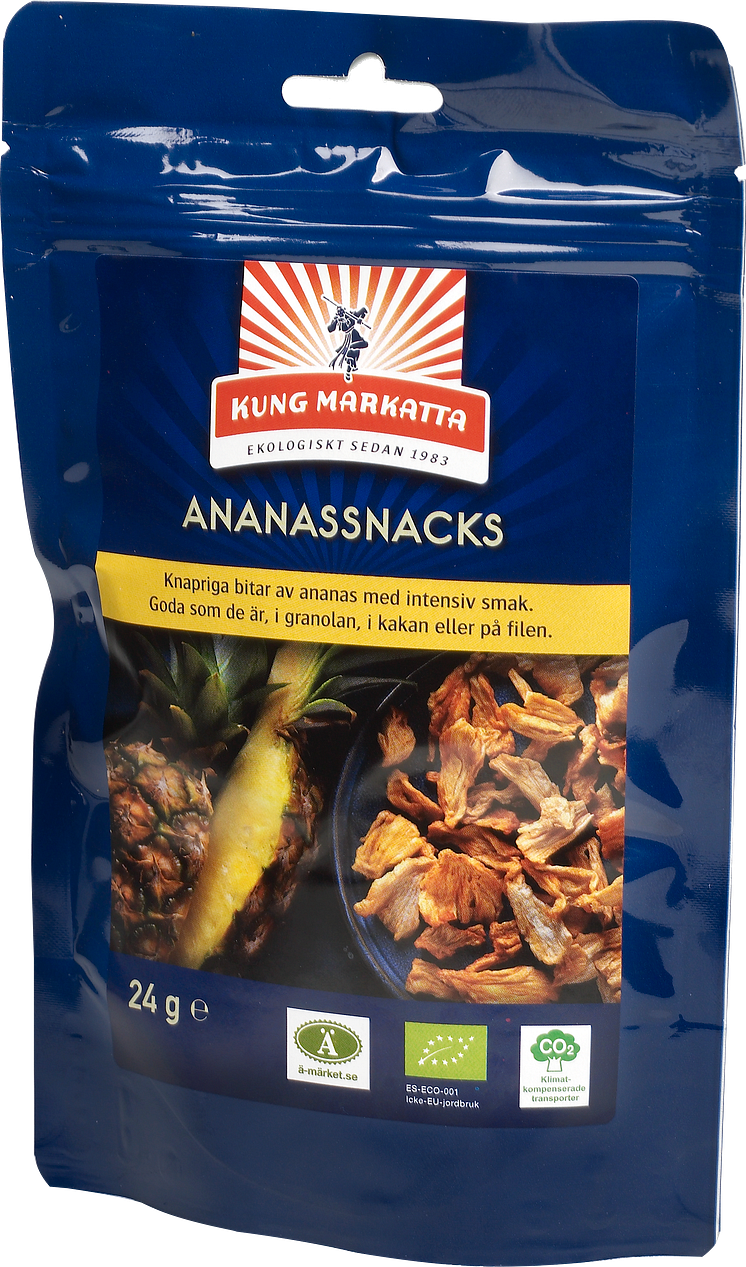 KUNG MARKATTA
EKOLOGISKT SEDAN 1983
ANANASSNACKS
Knapriga bitar av ananas med intensiv smak.
Goda som de är, i granolan, i kakan eller på filen.
24 g ℮
Ä
ä-märket.se
ES-ECO-001
Icke-EU-jordbruk
CO2
Klimat-
kompenserade
transporter